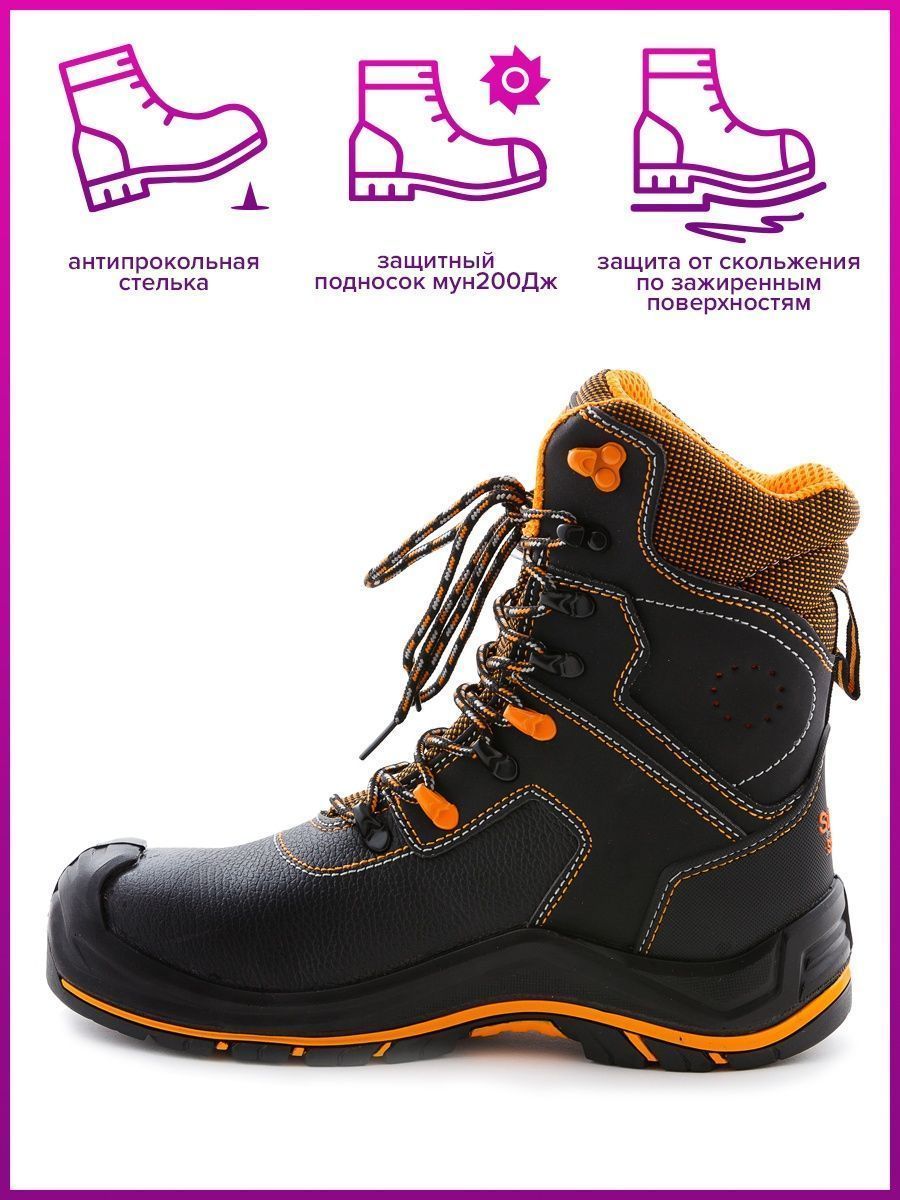 антипрокольная
стелька
защитный
подносок мун200Дж
защита от скольжения
по зажиренным
поверхностям